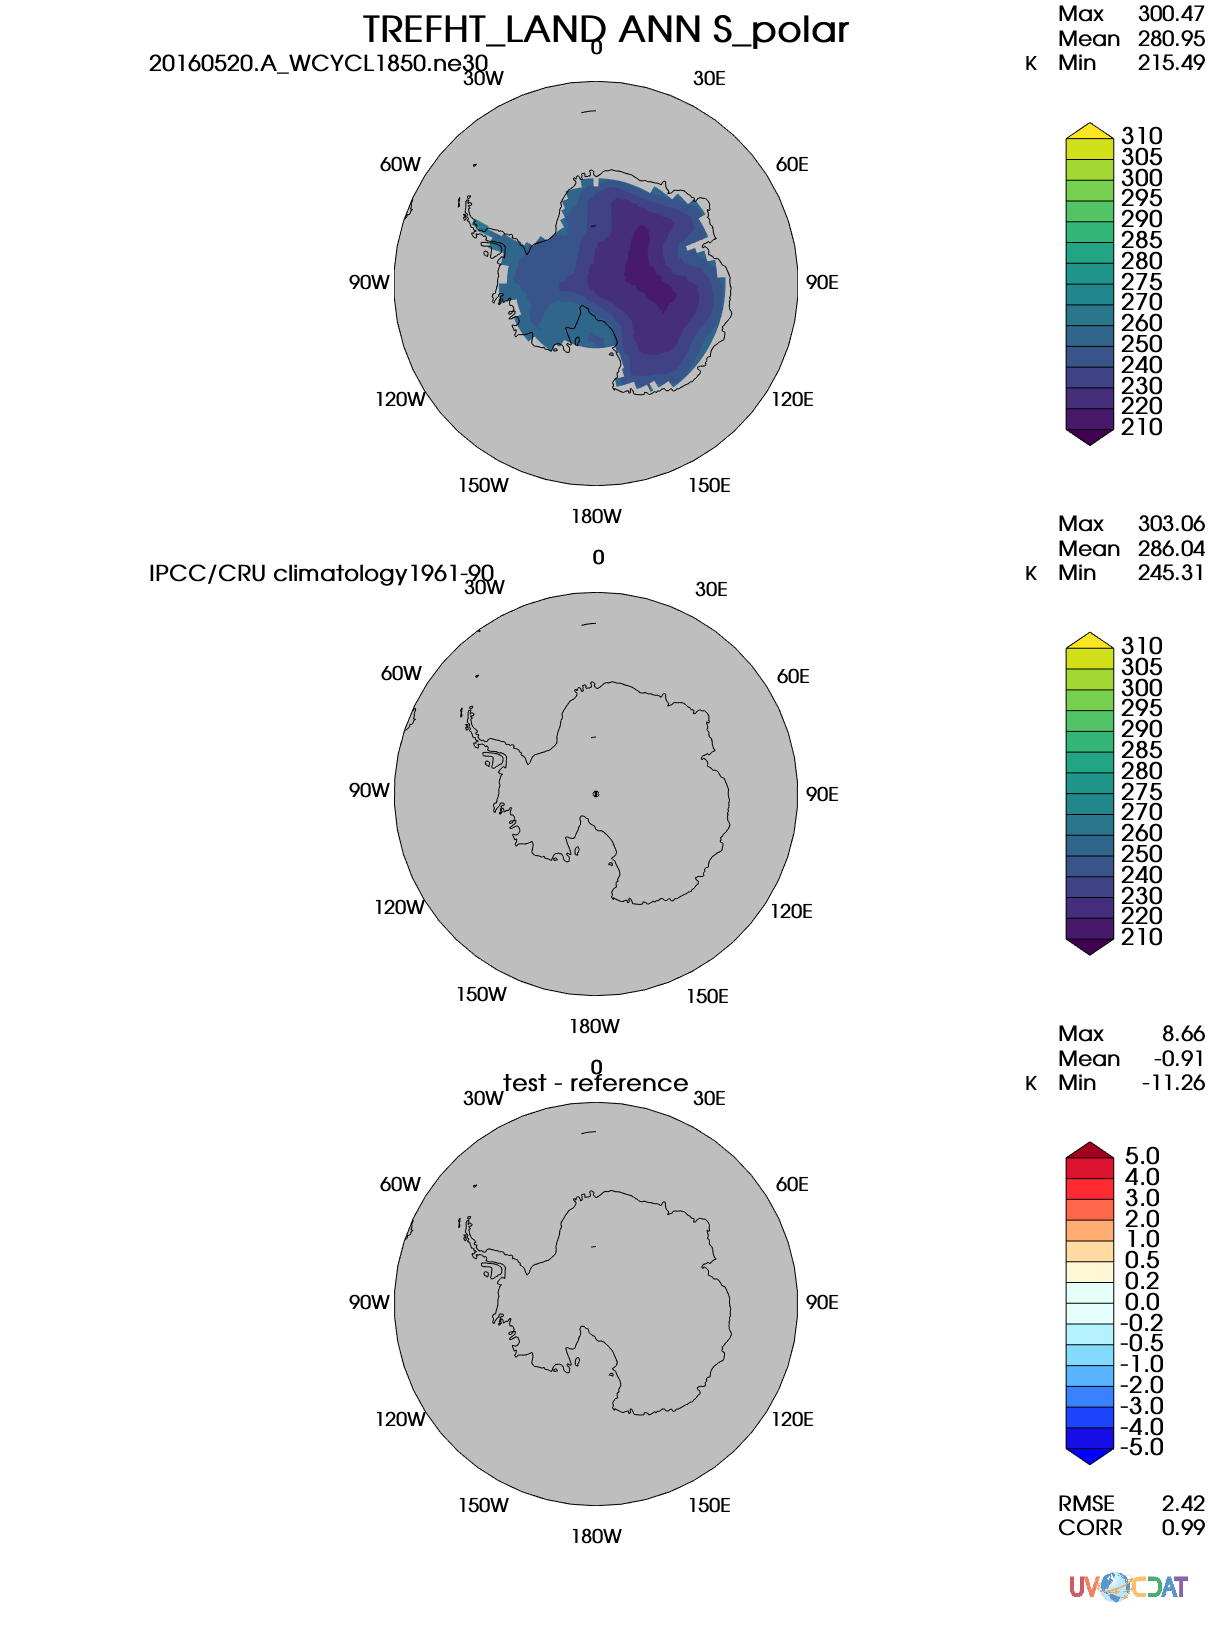 TREFHT_LAND ANN S_polar
20160520.A_WCYCL1850.ne30
K
Max 300.47
Mean 280.95
Min 215.49
0
30E
60E
90E
120E
150E
180W
150W
120W
90W
60W
30W
310
305
300
295
290
285
280
275
270
260
250
240
230
220
210
IPCC/CRU climatology1961-90
K
Max 303.06
Mean 286.04
Min 245.31
0
30E
60E
90E
120E
150E
180W
150W
120W
90W
60W
30W
310
305
300
295
290
285
280
275
270
260
250
240
230
220
210
test - reference
K
Max 8.66
Mean -0.91
Min -11.26
0
30E
60E
90E
120E
150E
180W
150W
120W
90W
60W
30W
5.0
4.0
3.0
2.0
1.0
0.5
0.2
0.0
-0.2
-0.5
-1.0
-2.0
-3.0
-4.0
-5.0
RMSE 2.42
CORR 0.99
UV CDAT